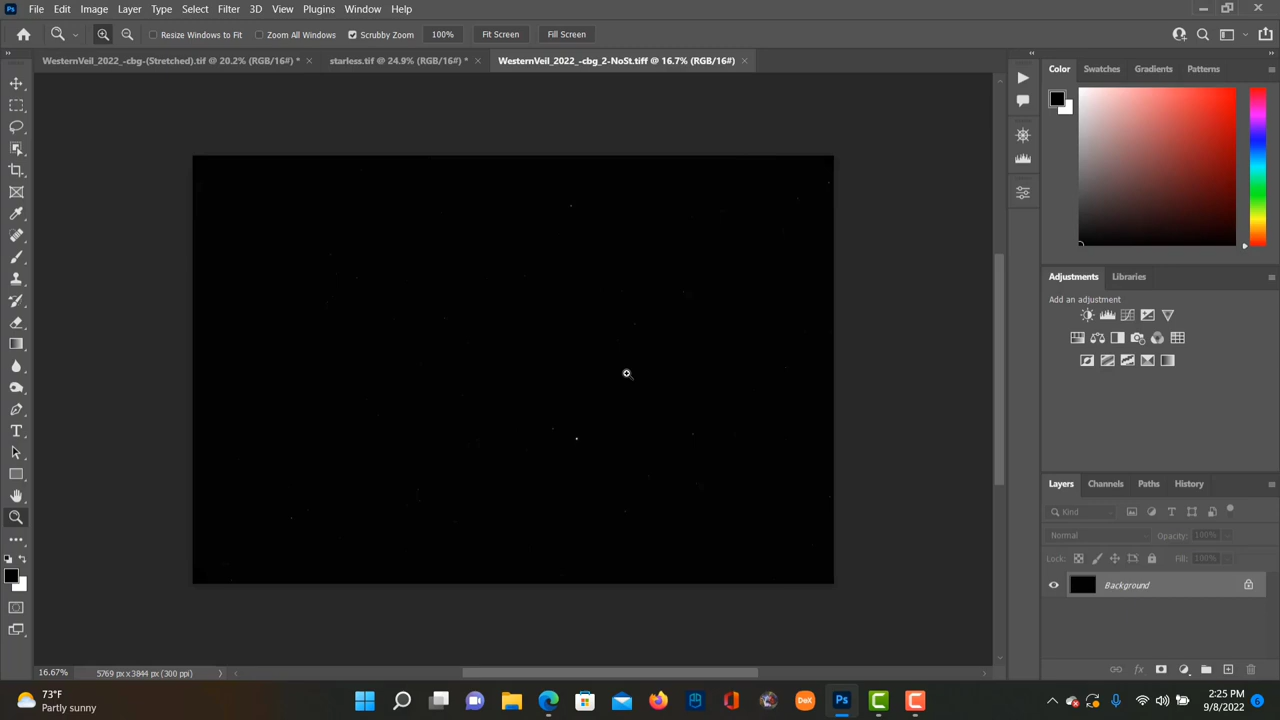 Ps File Edit Image Layer Type Select Filter 3D View Plugins Window Help
Resize Windows to Fit Zoom All Windows Scrubby Zoom 100% Fit Screen Fill Screen
WesternVeil_2022_-cbg-(Stretched).tif @ 20.2% (RGB/16#) * × starless.tif @ 24.9% (RGB/16#) * × WesternVeil_2022_-cbg_2-NoSt.tiff @ 16.7% (RGB/16#) ×
Color Swatches Gradients Patterns
Adjustments Libraries
Add an adjustment
Layers Channels Paths History
Kind
Normal Opacity: 100%
Lock: Fill: 100%
Background
16.67% 5769 px x 3844 px (300 ppi)
73°F
Partly sunny
DeX
Ps
2:25 PM
9/8/2022
6